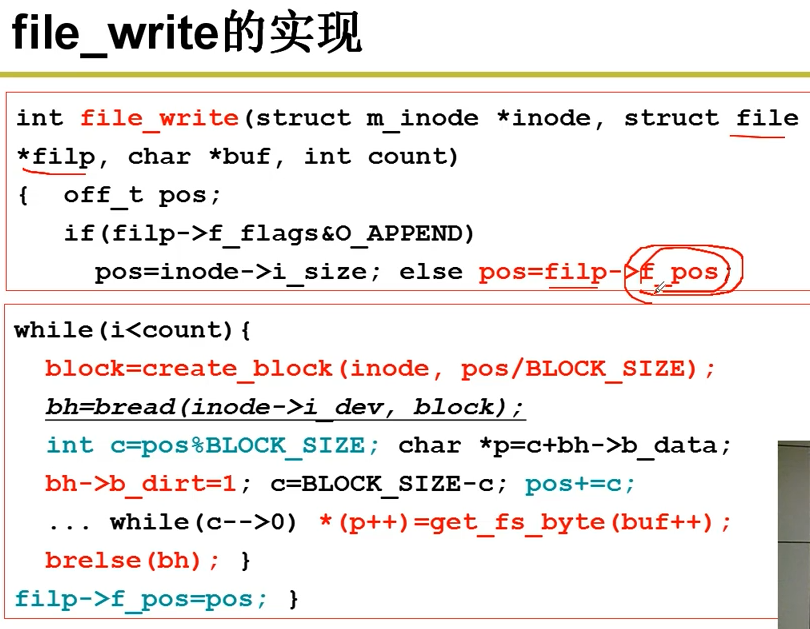 file_write的实现
int file_write(struct m_inode *inode, struct file
*filp, char *buf, int count)
{ off_t pos;
if(filp->f_flags&O_APPEND)
pos=inode->i_size; else pos=filp->f_pos;
while(i<count){
block=create_block(inode, pos/BLOCK_SIZE);
bh=bread(inode->i_dev, block);
int c=pos%BLOCK_SIZE; char *p=c+bh->b_data;
bh->b_dirt=1; c=BLOCK_SIZE-c; pos+=c;
... while(c-->0) *(p++)=get_fs_byte(buf++);
brelse(bh); }
filp->f_pos=pos; }